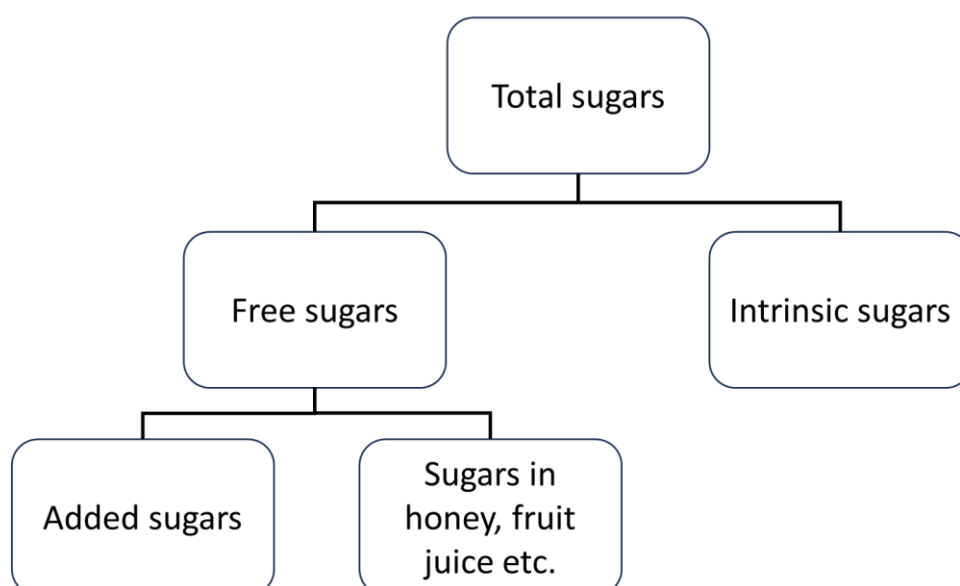 Total sugars
Free sugars
Intrinsic sugars
Added sugars
Sugars in
honey, fruit
juice etc.